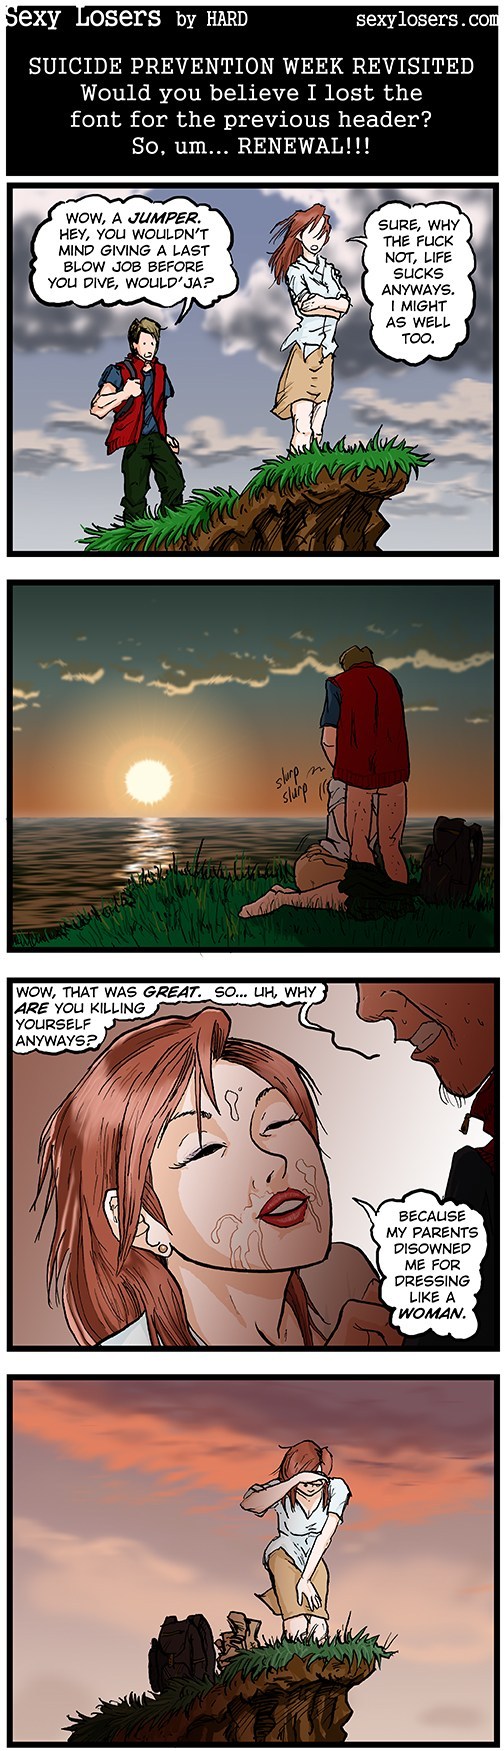 Sexy Losers by HARD sexylosers.com
SUICIDE PREVENTION WEEK REVISITED
Would you believe I lost the
font for the previous header?
So, um... RENEWAL!!!
WOW, A JUMPER.
HEY, YOU WOULDN'T
MIND GIVING A LAST
BLOW JOB BEFORE
YOU DIVE, WOULD'JA?
SURE, WHY
THE FUCK
NOT, LIFE
SUCKS
ANYWAYS.
I MIGHT
AS WELL
TOO.
slurp
slurp
WOW, THAT WAS GREAT. SO... UH, WHY
ARE YOU KILLING
YOURSELF
ANYWAYS?
BECAUSE
MY PARENTS
DISOWNED
ME FOR
DRESSING
LIKE A
WOMAN.